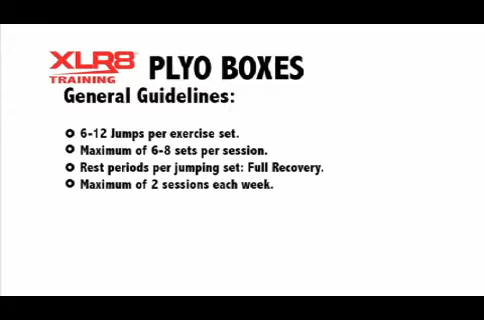 XLR8 PLYO BOXES
TRAINING
General Guidelines:
6-12 Jumps per exercise set.
Maximum of 6-8 sets per session.
Rest periods per jumping set: Full Recovery.
Maximum of 2 sessions each week.